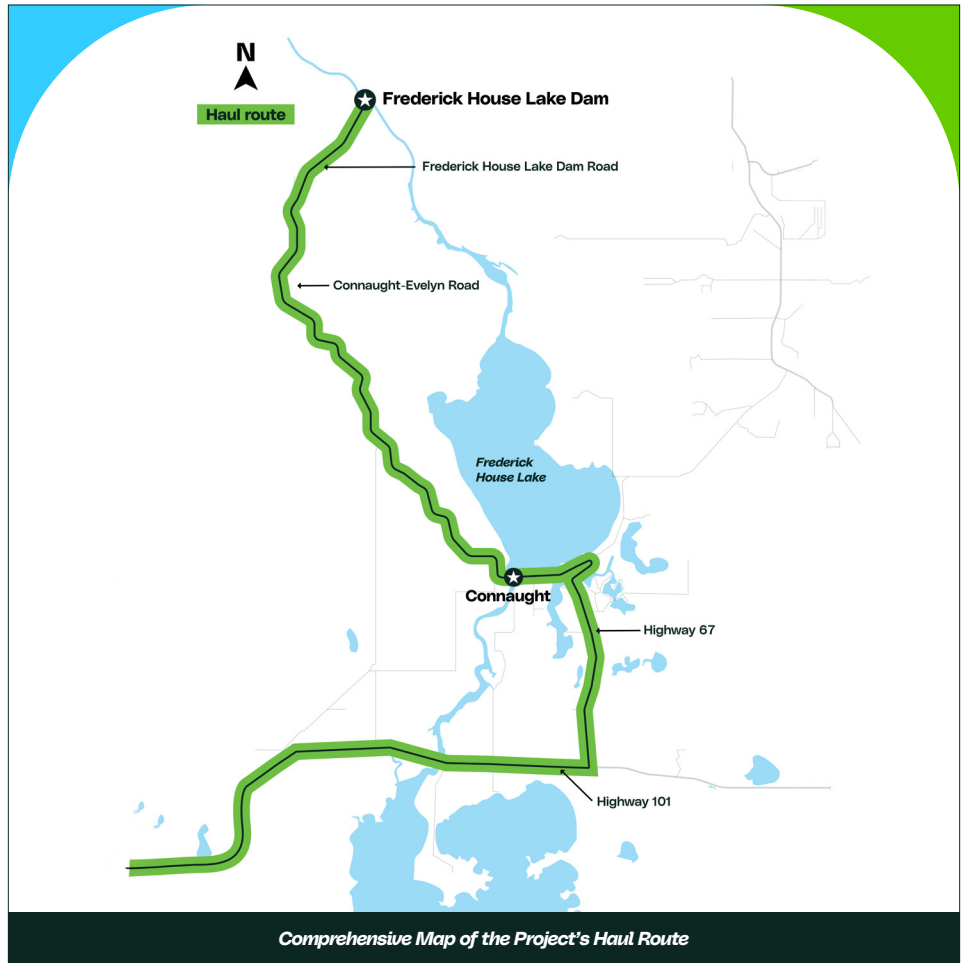 N
Haul route
Frederick House Lake Dam
Frederick House Lake Dam Road
Connaught-Evelyn Road
Frederick
House Lake
Connaught
Highway 67
Highway 101
Comprehensive Map of the Project's Haul Route